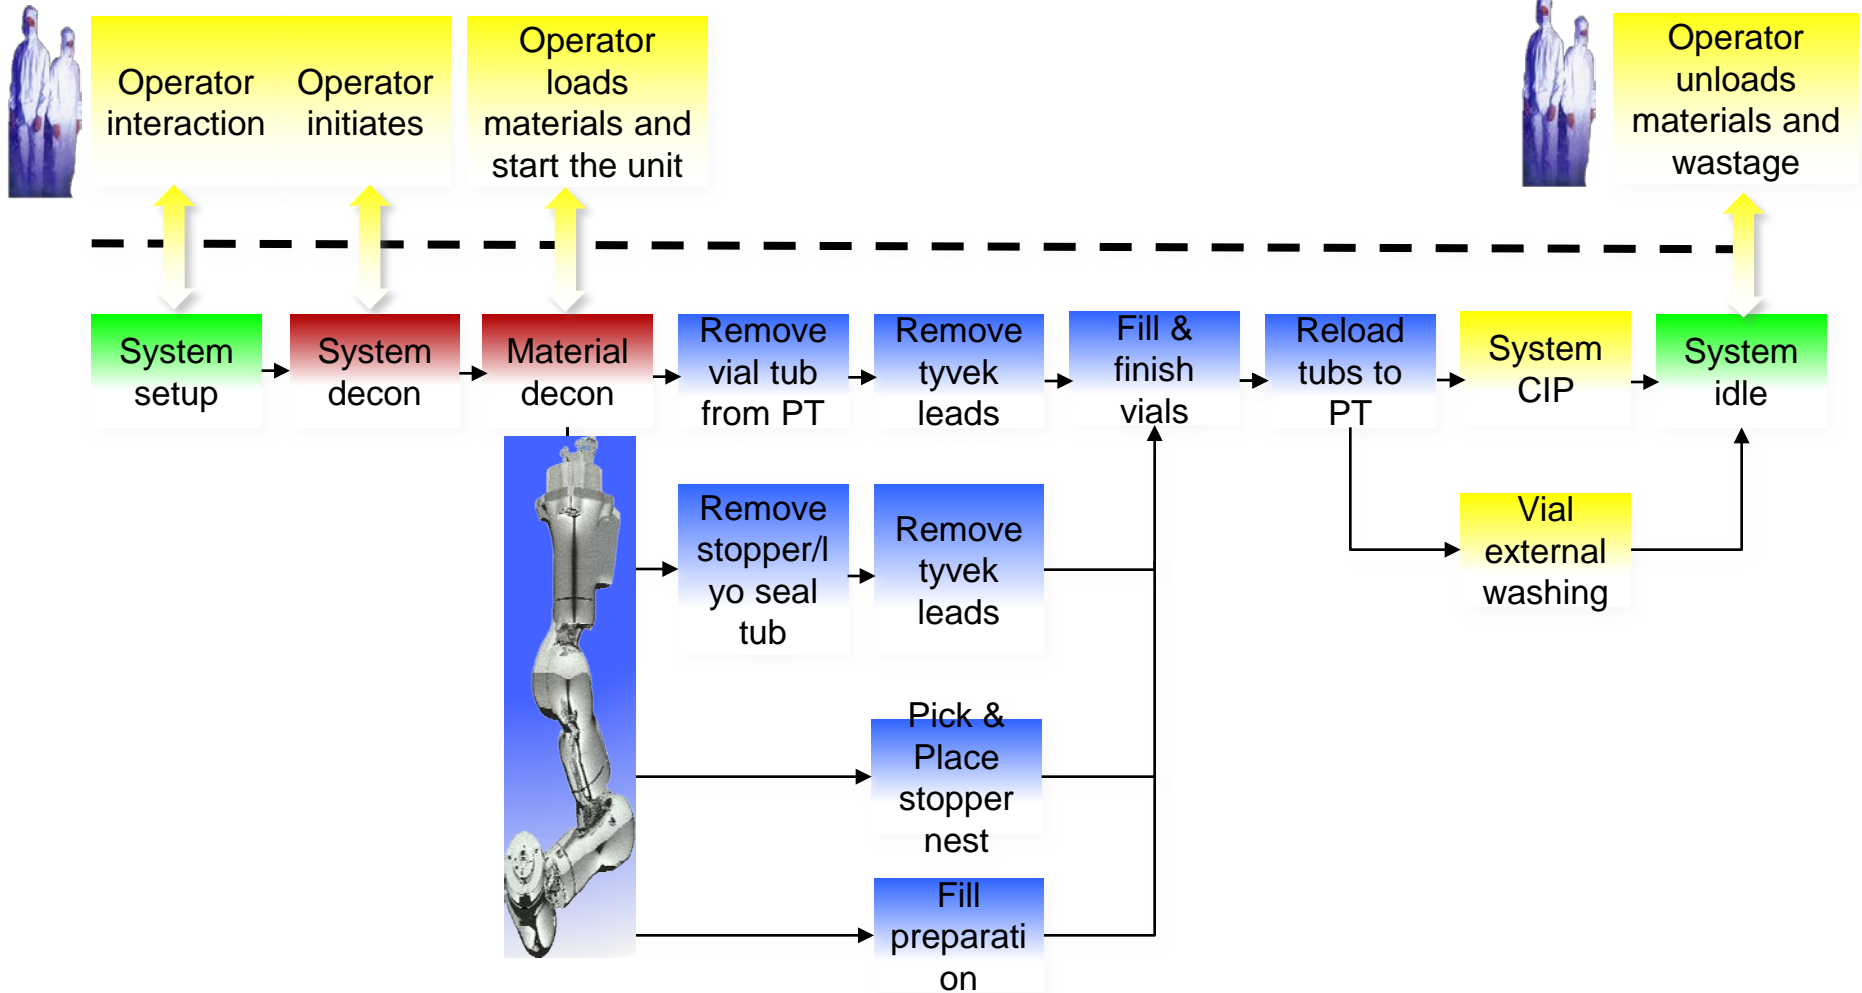 Operator
interaction
Operator
initiates
Operator
loads
materials and
start the unit
Operator
unloads
materials and
wastage
System
setup
System
decon
Material
decon
Remove
vial tub
from PT
Remove
tyvek
leads
Fill &
finish
vials
Reload
tubs to
PT
System
CIP
System
idle
Remove
stopper/l
yo seal
tub
Remove
tyvek
leads
Vial
external
washing
Pick &
Place
stopper
nest
Fill
preparati
on